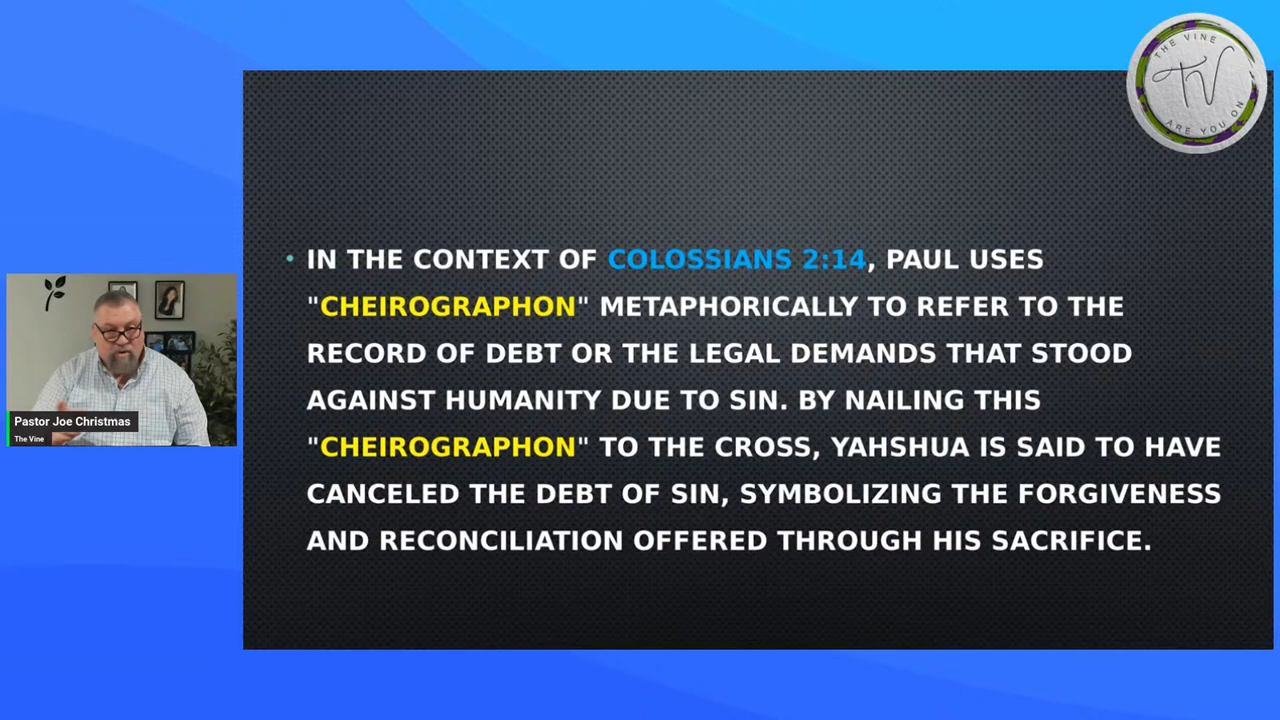 THE VINE
TV
ARE YOU ON
• IN THE CONTEXT OF COLOSSIANS 2:14, PAUL USES
"CHEIROGRAPHON" METAPHORICALLY TO REFER TO THE
RECORD OF DEBT OR THE LEGAL DEMANDS THAT STOOD
AGAINST HUMANITY DUE TO SIN. BY NAILING THIS
"CHEIROGRAPHON" TO THE CROSS, YAHSHUA IS SAID TO HAVE
CANCELED THE DEBT OF SIN, SYMBOLIZING THE FORGIVENESS
AND RECONCILIATION OFFERED THROUGH HIS SACRIFICE.
Pastor Joe Christmas
The Vine